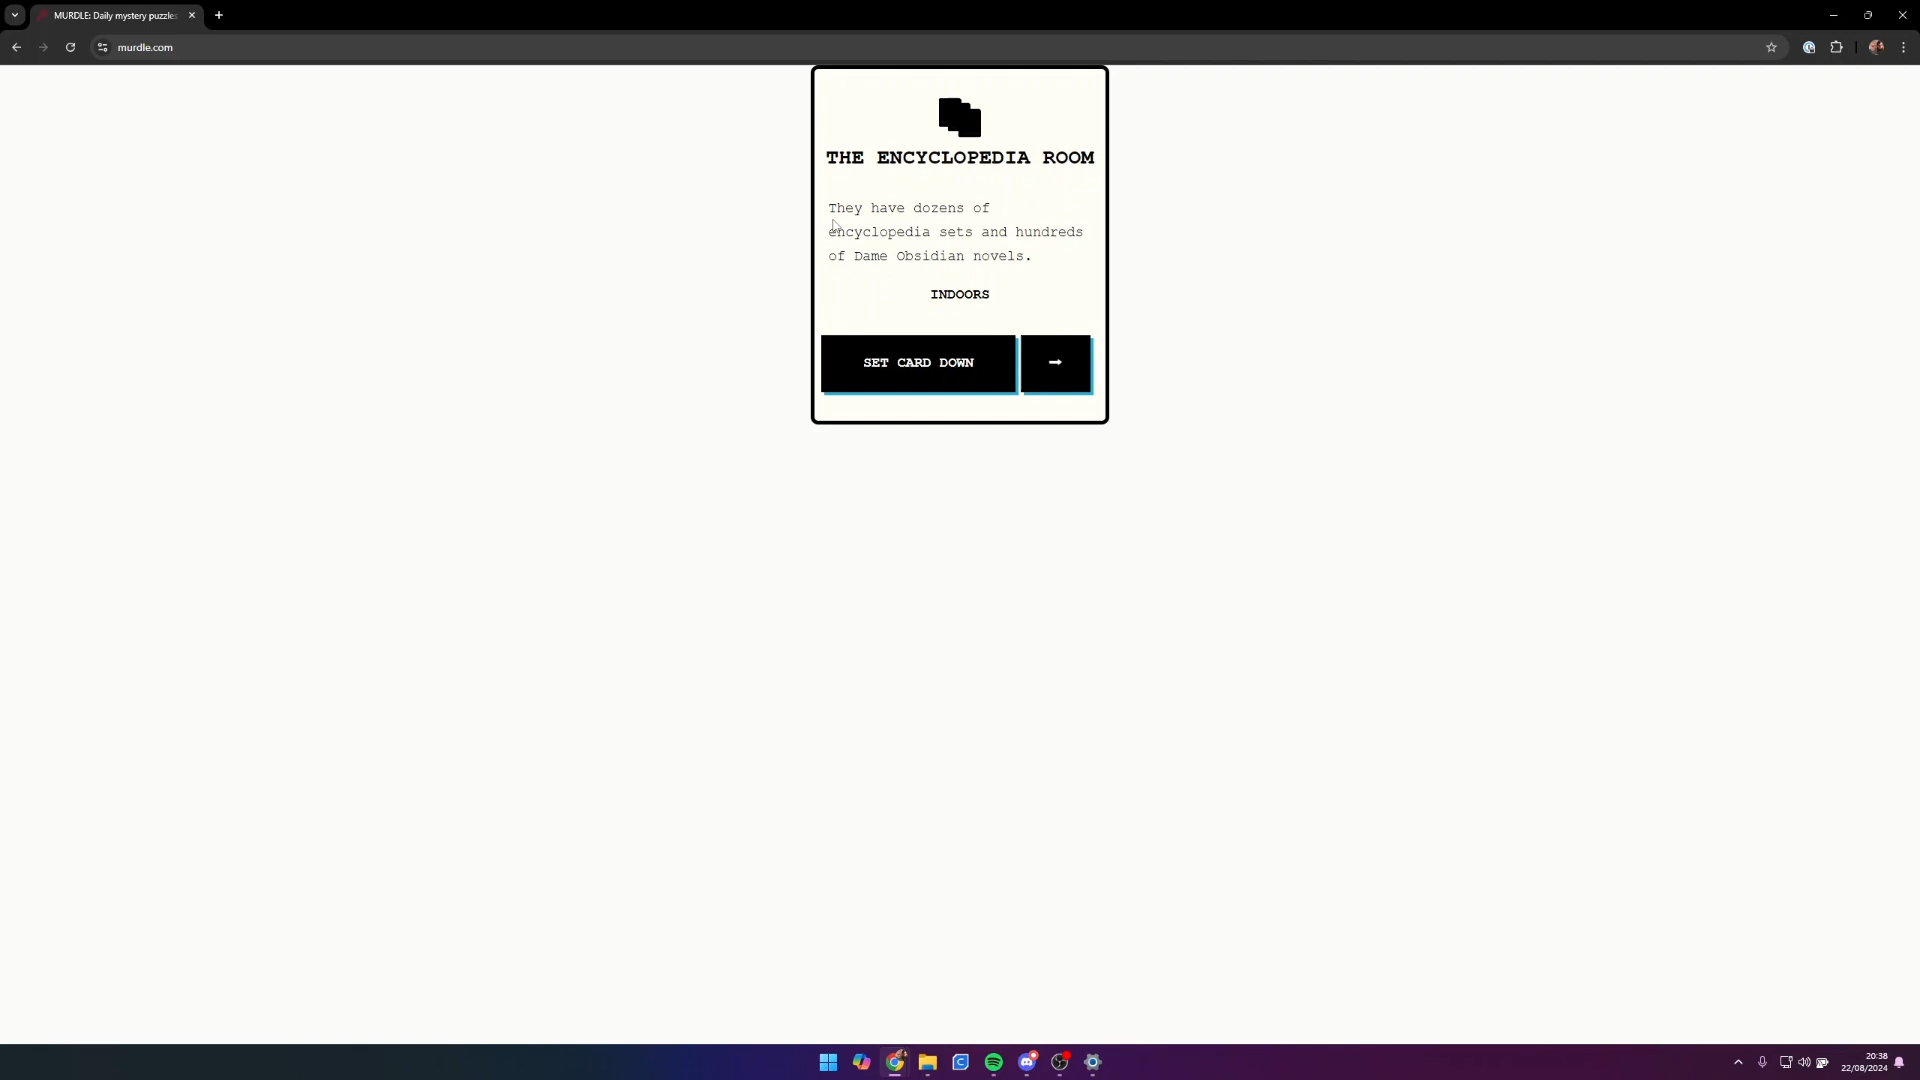 MURDLE: Daily mystery puzzles
murdle.com
THE ENCYCLOPEDIA ROOM
They have dozens of
encyclopedia sets and hundreds
of Dame Obsidian novels.
INDOORS
SET CARD DOWN →
20:38
22/08/2024